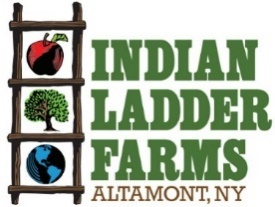 INDIAN
LADDER
FARMS
ALTAMONT, NY